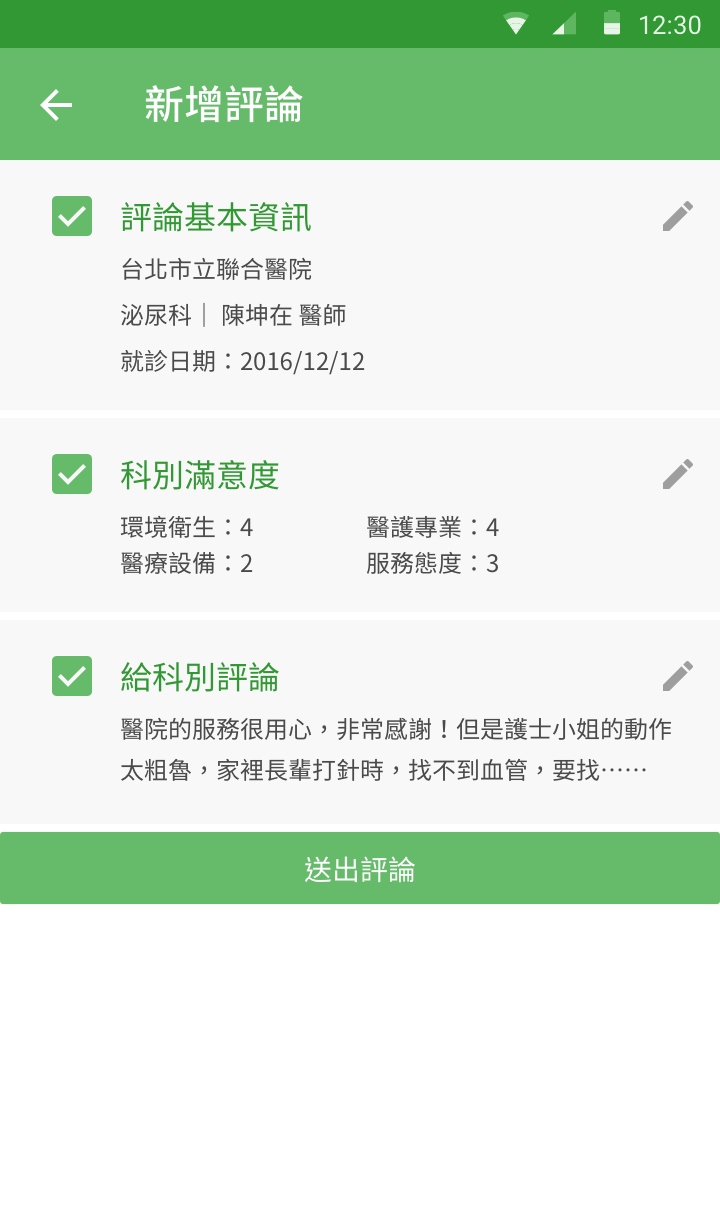 12:30
新增評論
評論基本資訊
台北市立聯合醫院
泌尿科｜ 陳坤在 醫師
就診日期：2016/12/12
科別滿意度
環境衛生：4 醫護專業：4
醫療設備：2 服務態度：3
給科別評論
醫院的服務很用心，非常感謝！但是護士小姐的動作
太粗魯，家裡長輩打針時，找不到血管，要找⋯⋯
送出評論